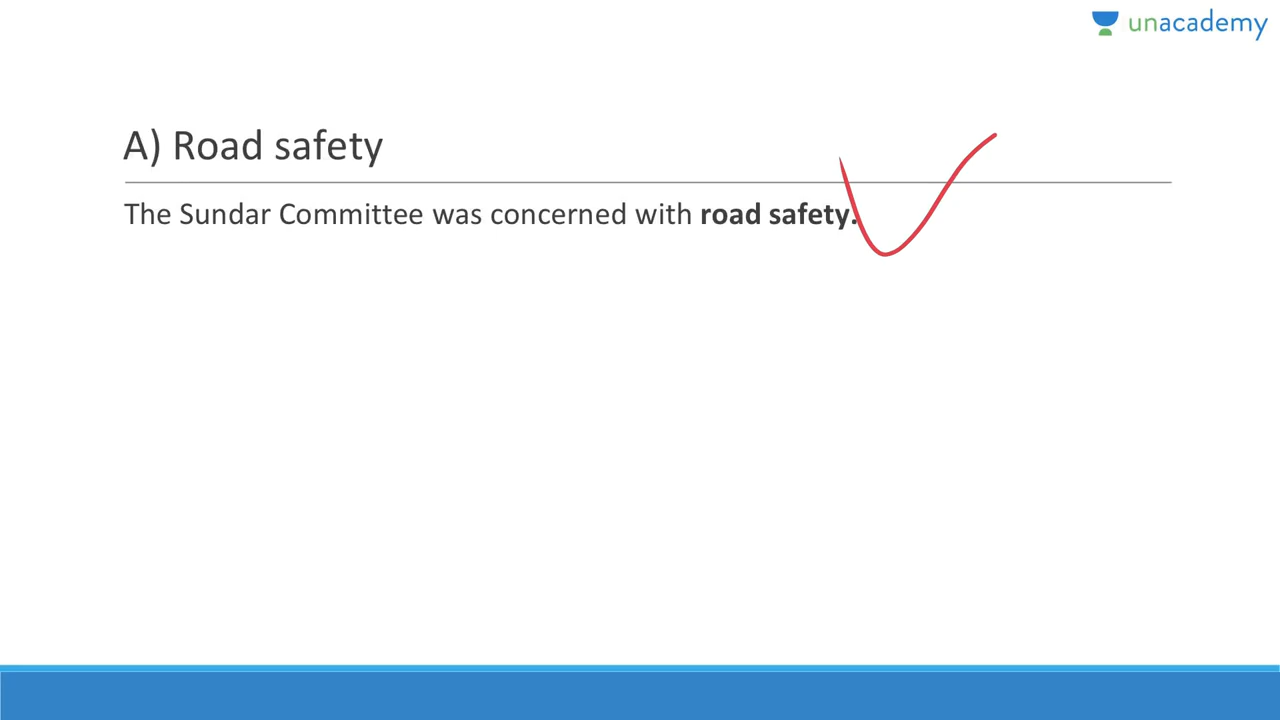 unacademy
A) Road safety
The Sundar Committee was concerned with road safety.